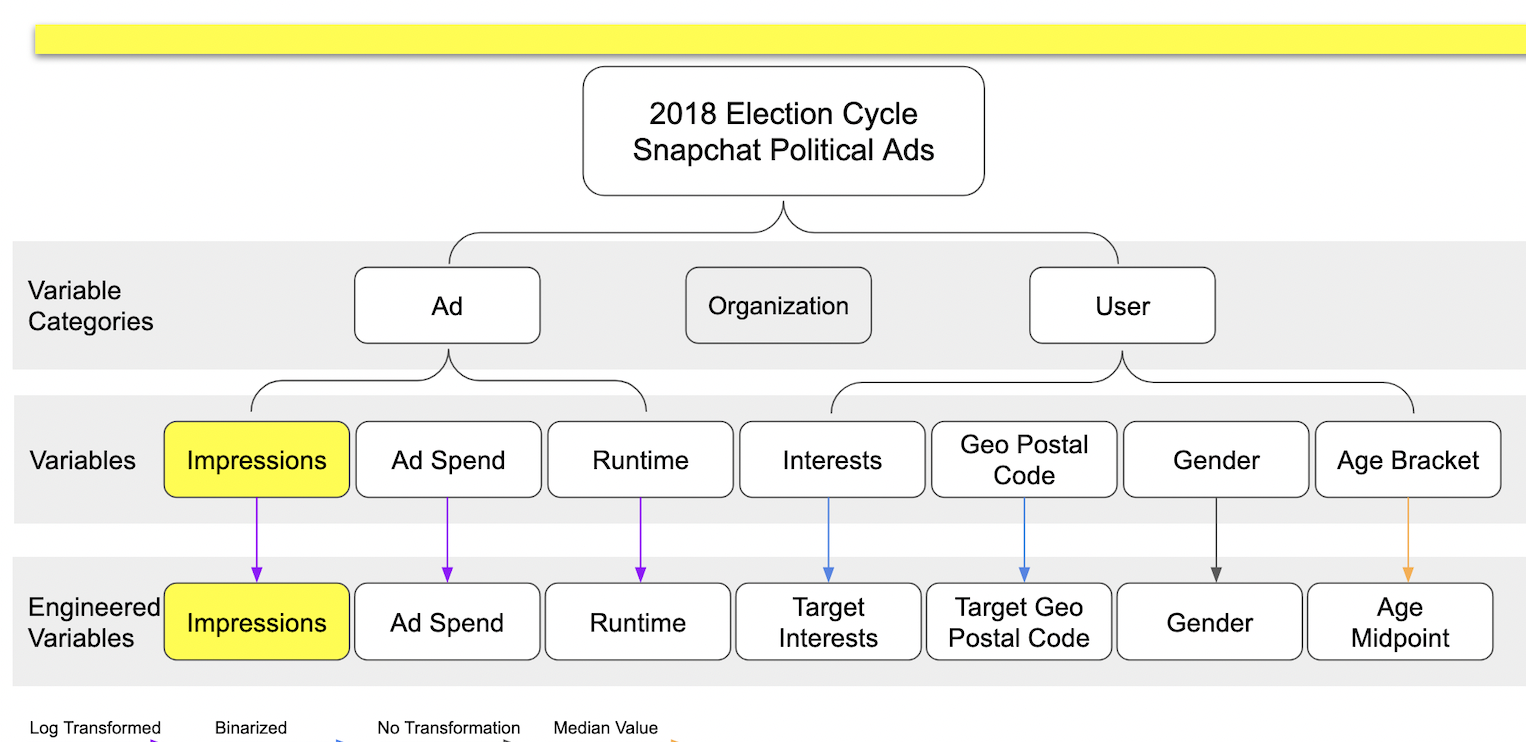 2018 Election Cycle
Snapchat Political Ads
Variable
Categories
Ad
Organization
User
Variables
Impressions
Ad Spend
Runtime
Interests
Geo Postal
Code
Gender
Age Bracket
Engineered
Variables
Impressions
Ad Spend
Runtime
Target
Interests
Target Geo
Postal Code
Gender
Age
Midpoint
Log Transformed
Binarized
No Transformation
Median Value